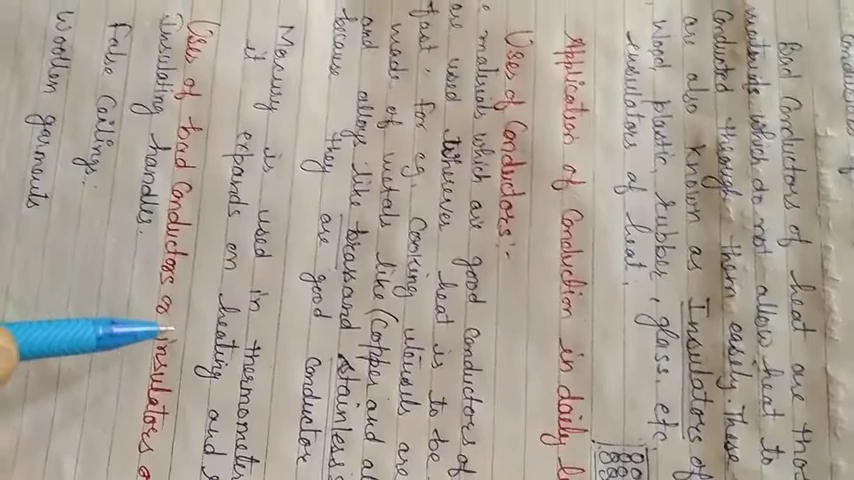 Conductors of
Bad Conductors of heat are tho
which do not allow heat to
Conducted through them easily. These
are also Known as Insulators of
Wood, plastic, rubber, glass, etc
insulators of heat.
Application of Conduction in daily l
Uses of Conductors:-
materials which are good conductors of
are used wherever heat is to be
fast. for eg. Cooking utensils are
made of metals like (copper and al
and alloys like brass and stainless s
because they are good conductor
Mercury is used in thermometer
it expands on heating and
Uses of bad Conductors or insulators o
Insulating handles.
False Ceilings.
Woollen garments